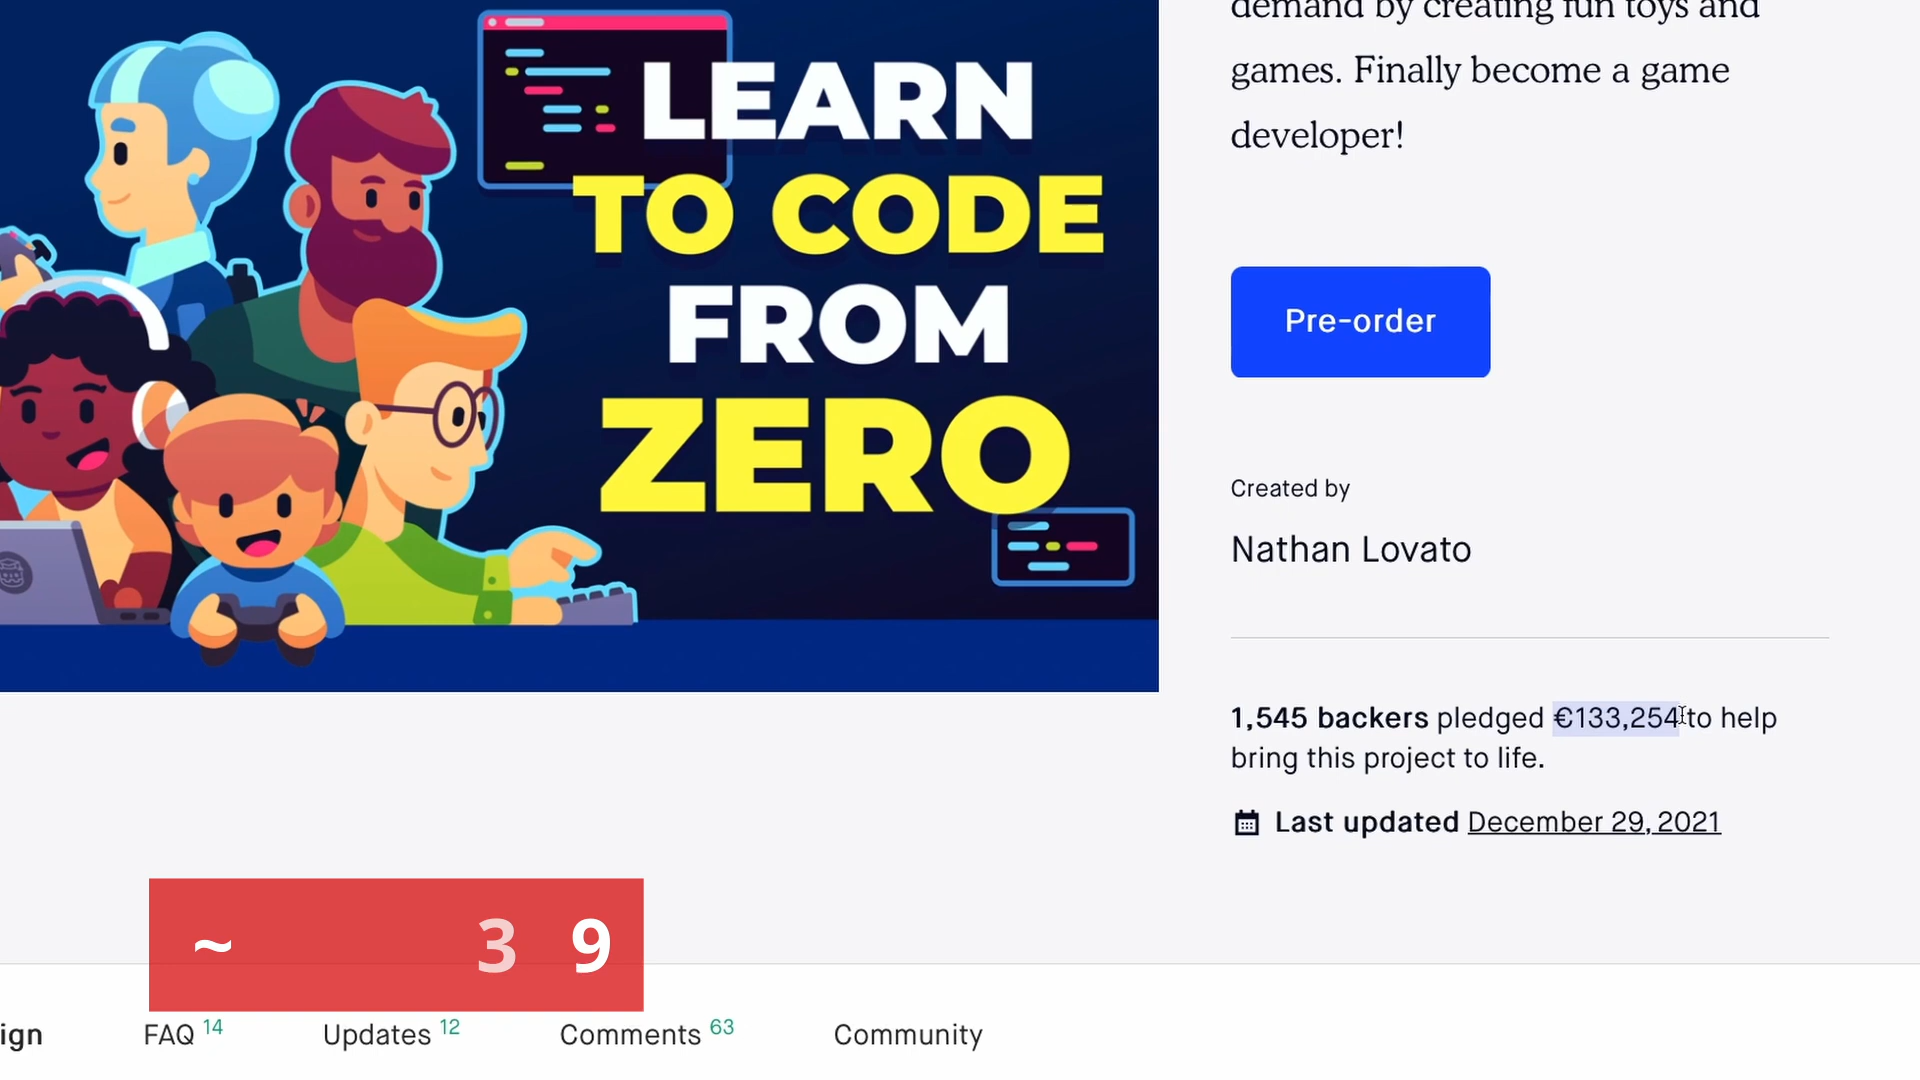 demand by creating fun toys and
games. Finally become a game
developer!
LEARN
TO CODE
FROM
ZERO
Pre-order
Created by
Nathan Lovato
1,545 backers pledged €133,254 to help
bring this project to life.
Last updated December 29, 2021
~ 3 9
ign FAQ 14 Updates 12 Comments 63 Community